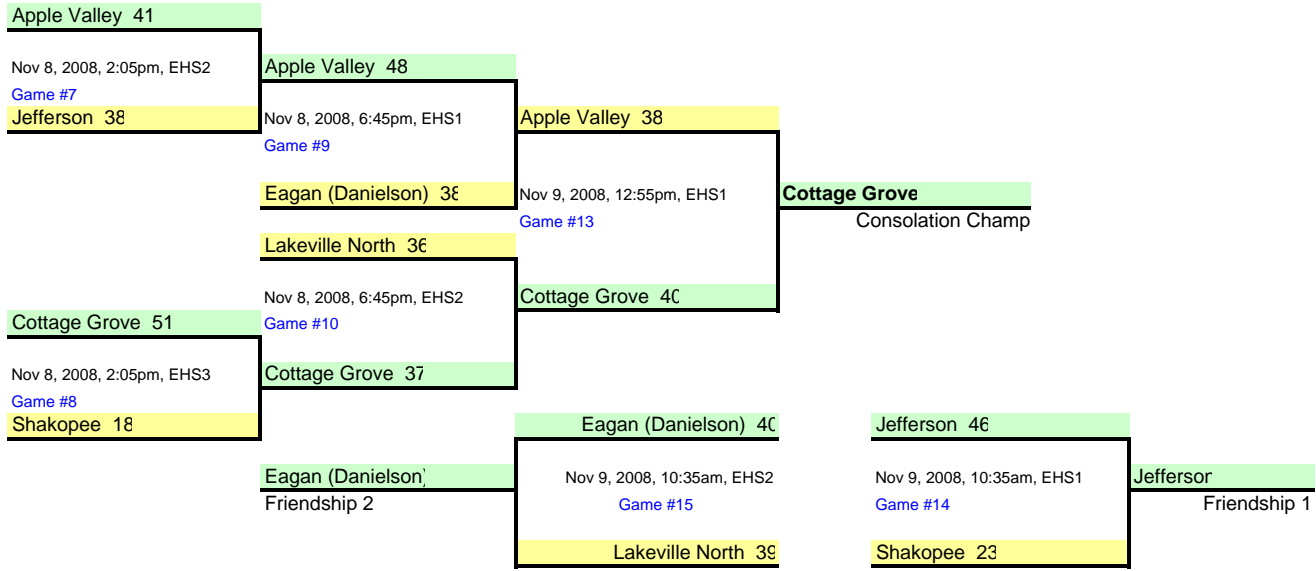 Apple Valley 41
Nov 8, 2008, 2:05pm, EHS2
Game #7
Jefferson 38
Apple Valley 48
Nov 8, 2008, 6:45pm, EHS1
Game #9
Eagan (Danielson) 38
Apple Valley 38
Nov 9, 2008, 12:55pm, EHS1
Game #13
Cottage Grove
Consolation Champ
Lakeville North 36
Nov 8, 2008, 6:45pm, EHS2
Game #10
Cottage Grove 40
Cottage Grove 51
Nov 8, 2008, 2:05pm, EHS3
Game #8
Shakopee 18
Cottage Grove 37
Eagan (Danielson) 40
Nov 9, 2008, 10:35am, EHS2
Game #15
Lakeville North 39
Eagan (Danielson)
Friendship 2
Jefferson 46
Nov 9, 2008, 10:35am, EHS1
Game #14
Shakopee 23
Jefferson
Friendship 1